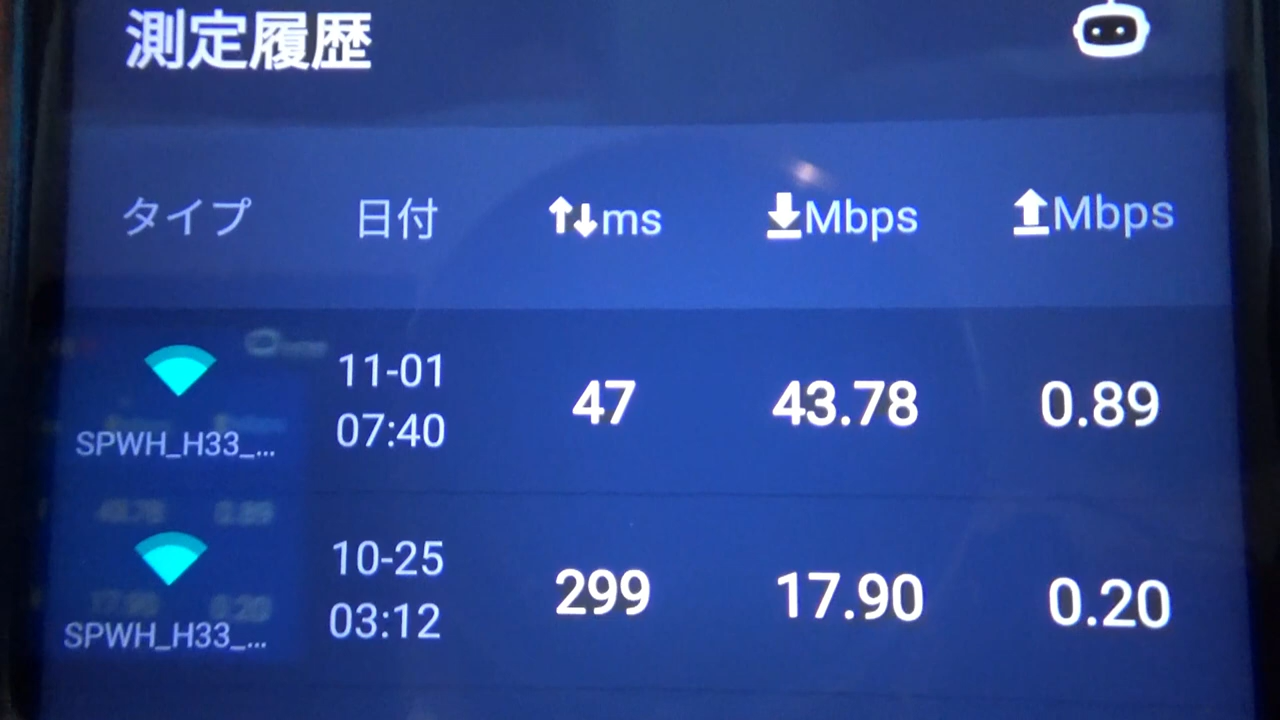 測定履歴
タイプ 日付 ms Mbps Mbps
11-01
07:40 47 43.78 0.89
SPWH_H33_...
10-25
03:12 299 17.90 0.20
SPWH_H33_...